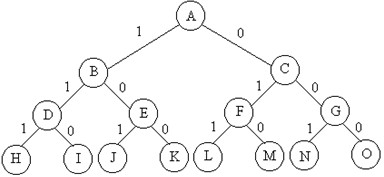 A
1 0
B C
1 0 1 0
D E F G
1 0 1 0 1 0 1 0
H I J K L M N O